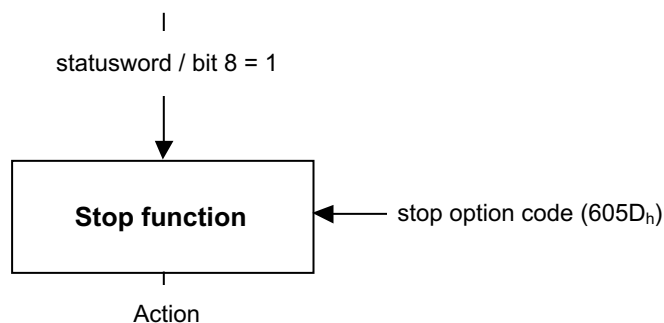 statusword / bit 8 = 1
Stop function
stop option code (605Dₕ)
Action